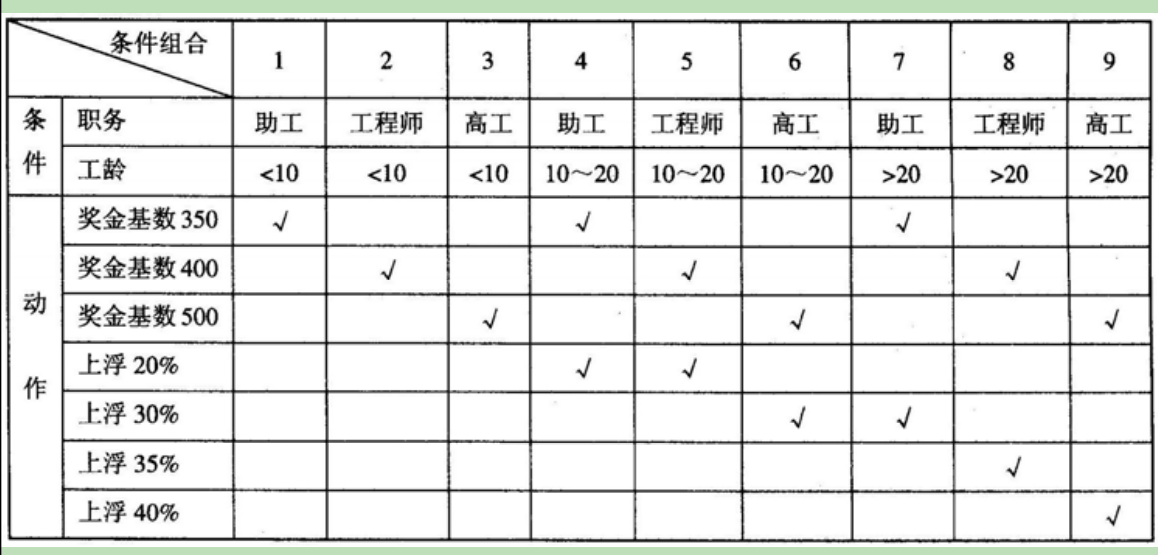 条件组合 1 2 3 4 5 6 7 8 9
条件 职务 助工 工程师 高工 助工 工程师 高工 助工 工程师 高工
工龄 <10 <10 <10 10～20 10～20 10～20 >20 >20 >20
动作 奖金基数 350 √ √ √
奖金基数 400 √ √ √
奖金基数 500 √ √ √
上浮 20% √ √
上浮 30% √ √
上浮 35% √
上浮 40% √